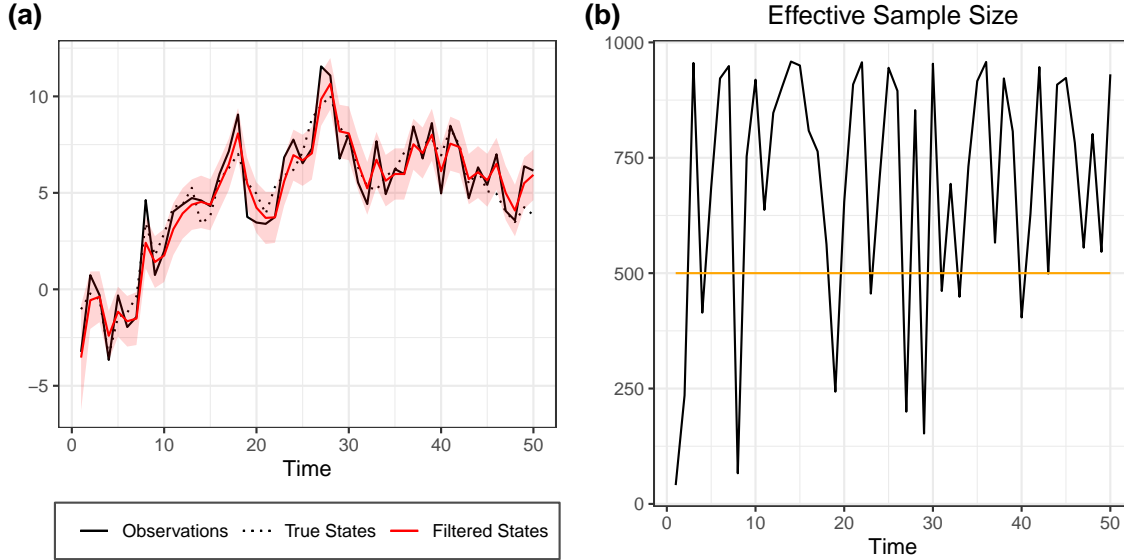 (a)
10
5
0
−5
0 10 20 30 40 50
Time
Observations True States Filtered States
(b)
Effective Sample Size
1000
750
500
250
0
0 10 20 30 40 50
Time